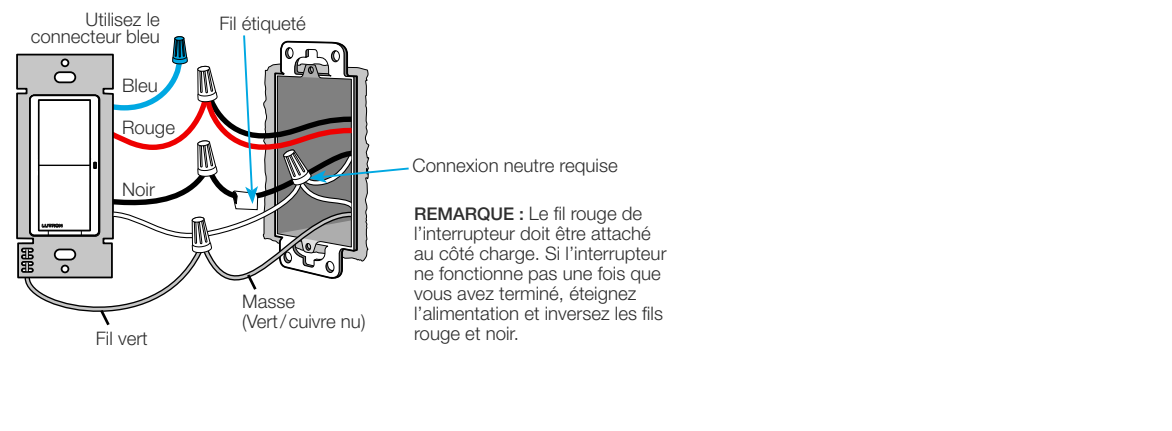 Utilisez le
connecteur bleu
Fil étiqueté
Bleu
Rouge
Connexion neutre requise
Noir
REMARQUE : Le fil rouge de
l’interrupteur doit être attaché
au côté charge. Si l’interrupteur
ne fonctionne pas une fois que
vous avez terminé, éteignez
l’alimentation et inversez les fils
rouge et noir.
LUTRON
Masse
(Vert/cuivre nu)
Fil vert